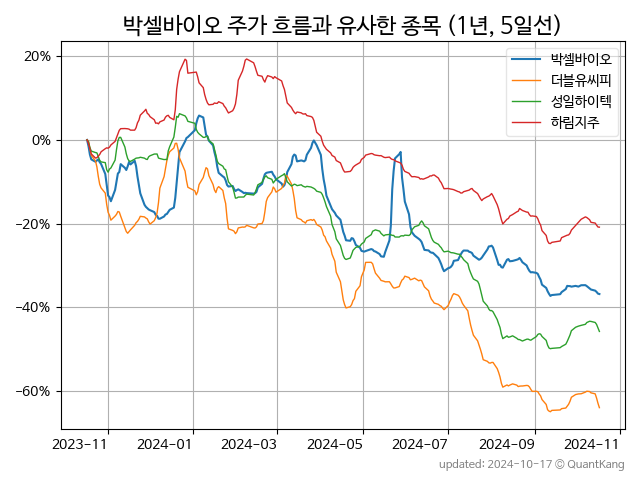 박셀바이오 주가 흐름과 유사한 종목 (1년, 5일선)
박셀바이오
더블유씨피
성일하이텍
하림지주
20%
0%
−20%
−40%
−60%
2023-11 2024-01 2024-03 2024-05 2024-07 2024-09 2024-11
updated: 2024-10-17 © QuantKang